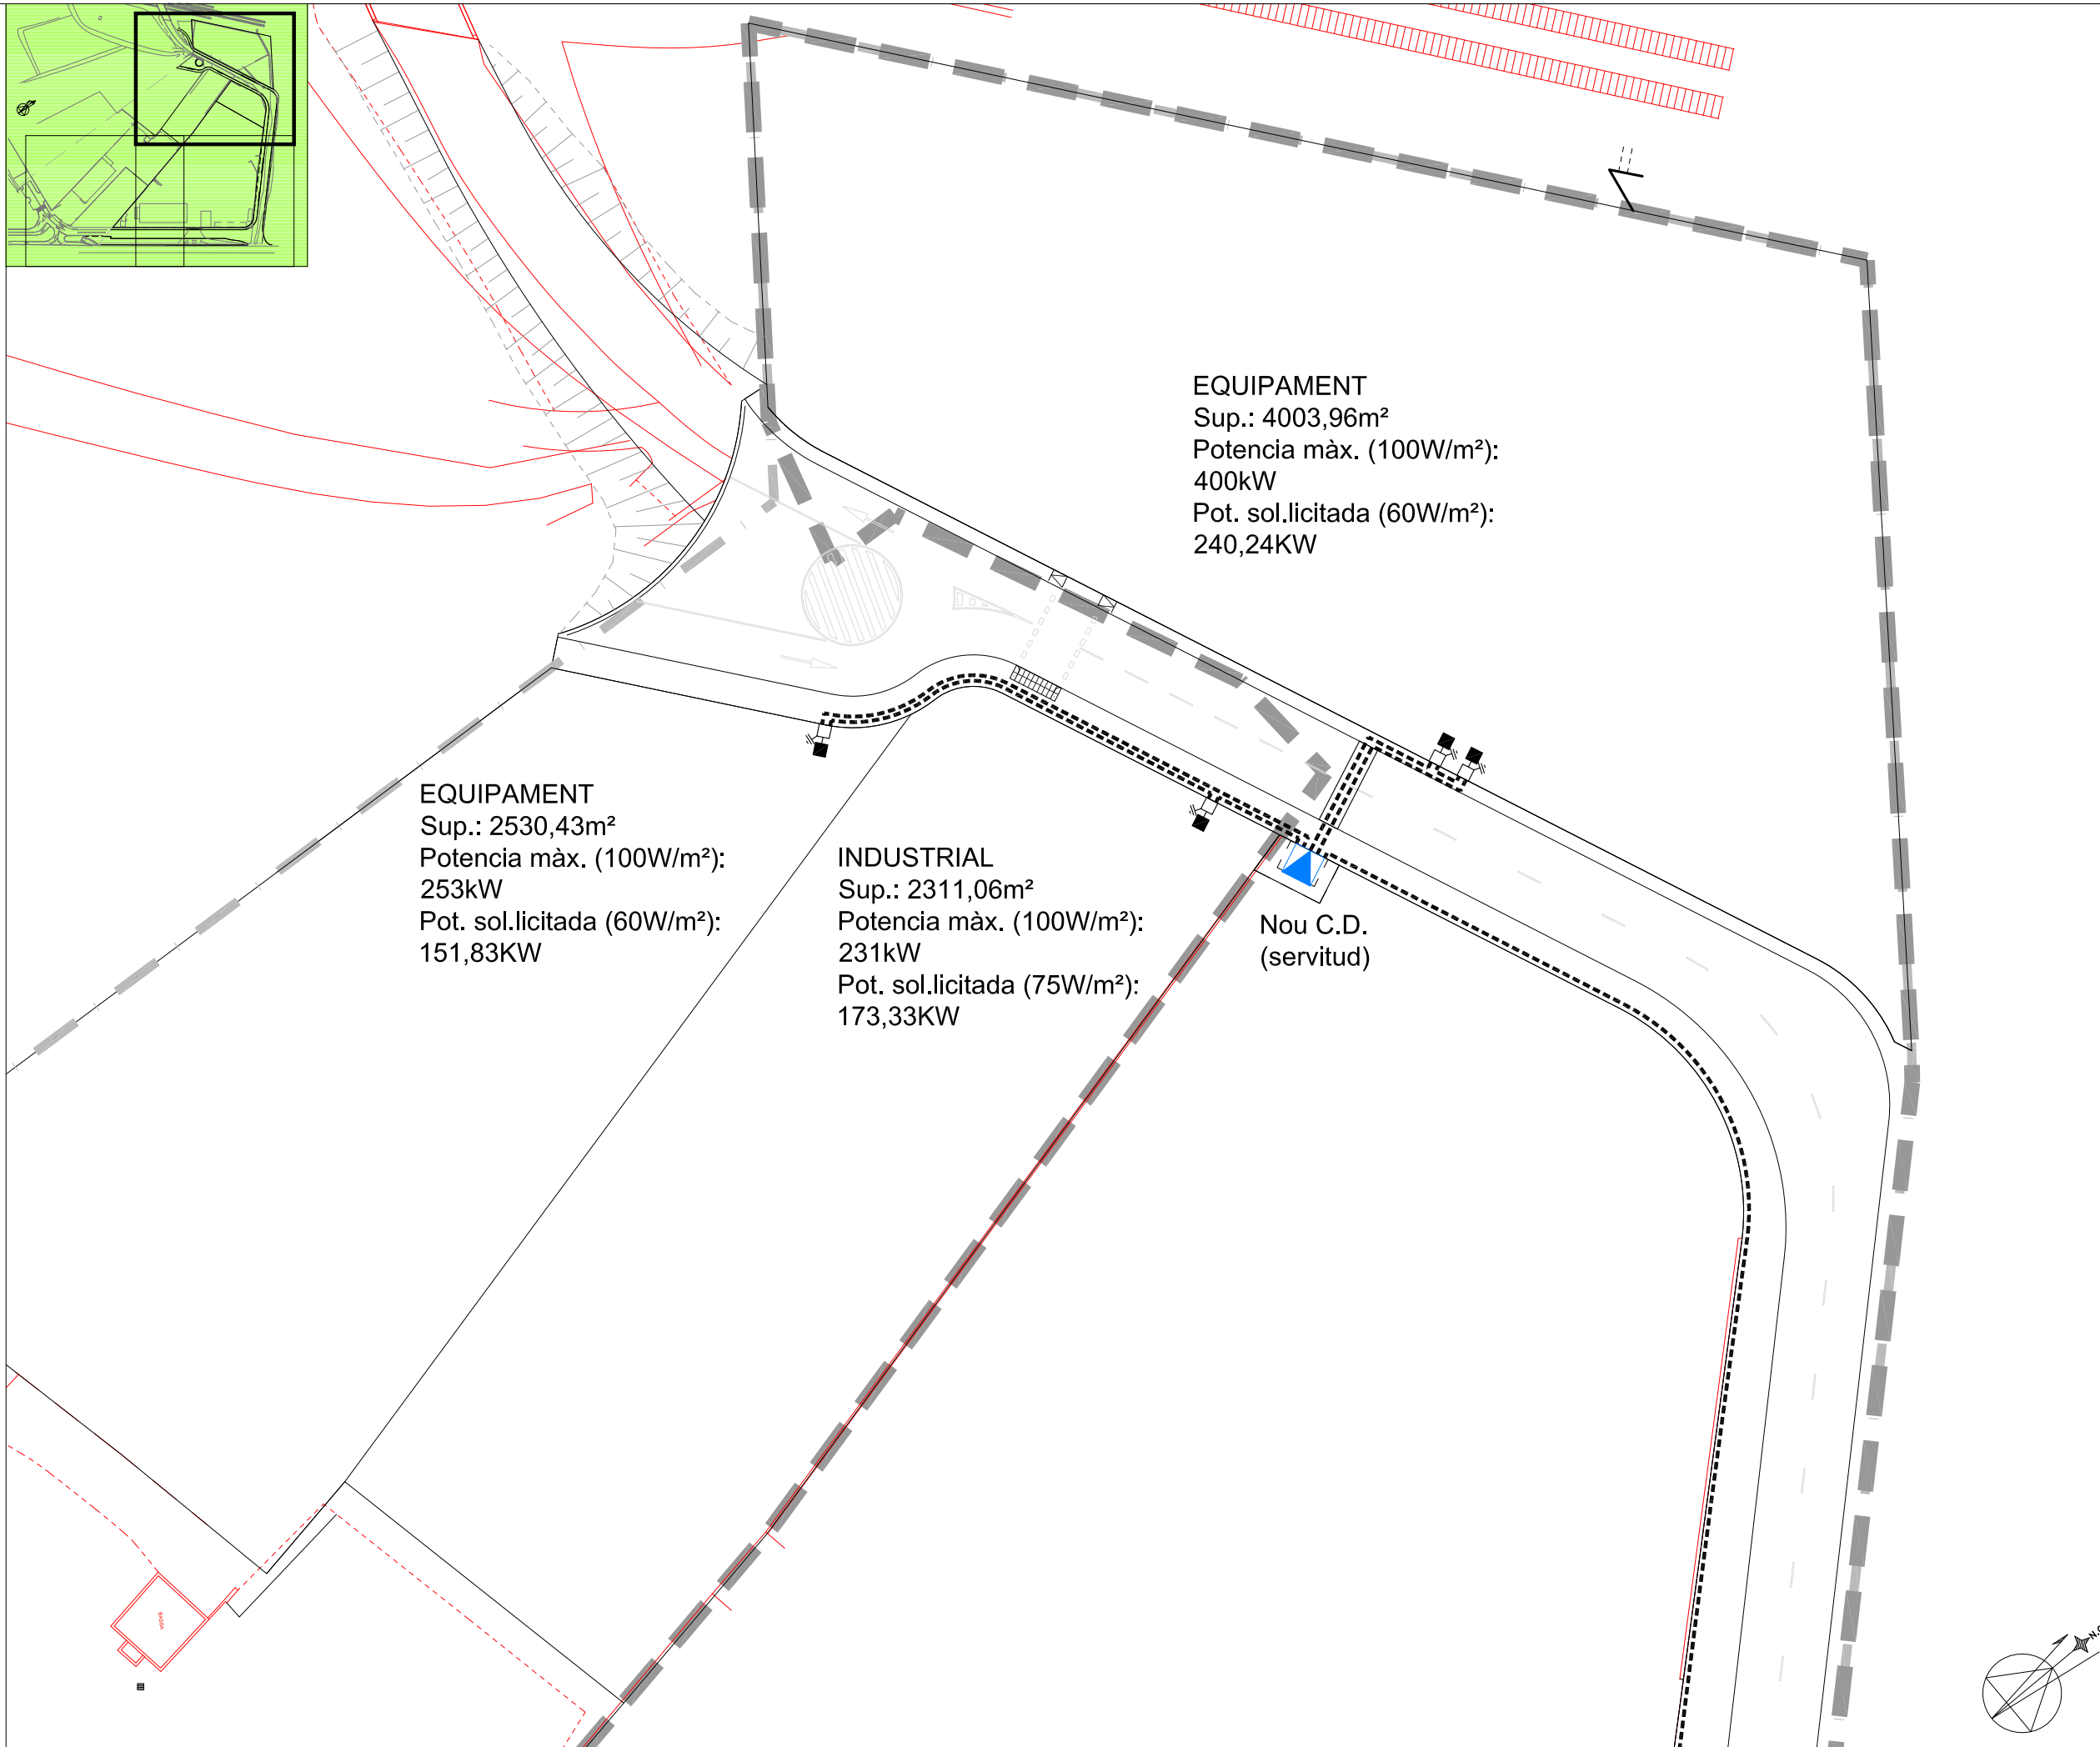 EQUIPAMENT
Sup.: 4003,96m²
Potencia màx. (100W/m²):
400kW
Pot. sol.licitada (60W/m²):
240,24KW
EQUIPAMENT
Sup.: 2530,43m²
Potencia màx. (100W/m²):
253kW
Pot. sol.licitada (60W/m²):
151,83KW
INDUSTRIAL
Sup.: 2311,06m²
Potencia màx. (100W/m²):
231kW
Pot. sol.licitada (75W/m²):
173,33KW
Nou C.D.
(servitud)
BASSA